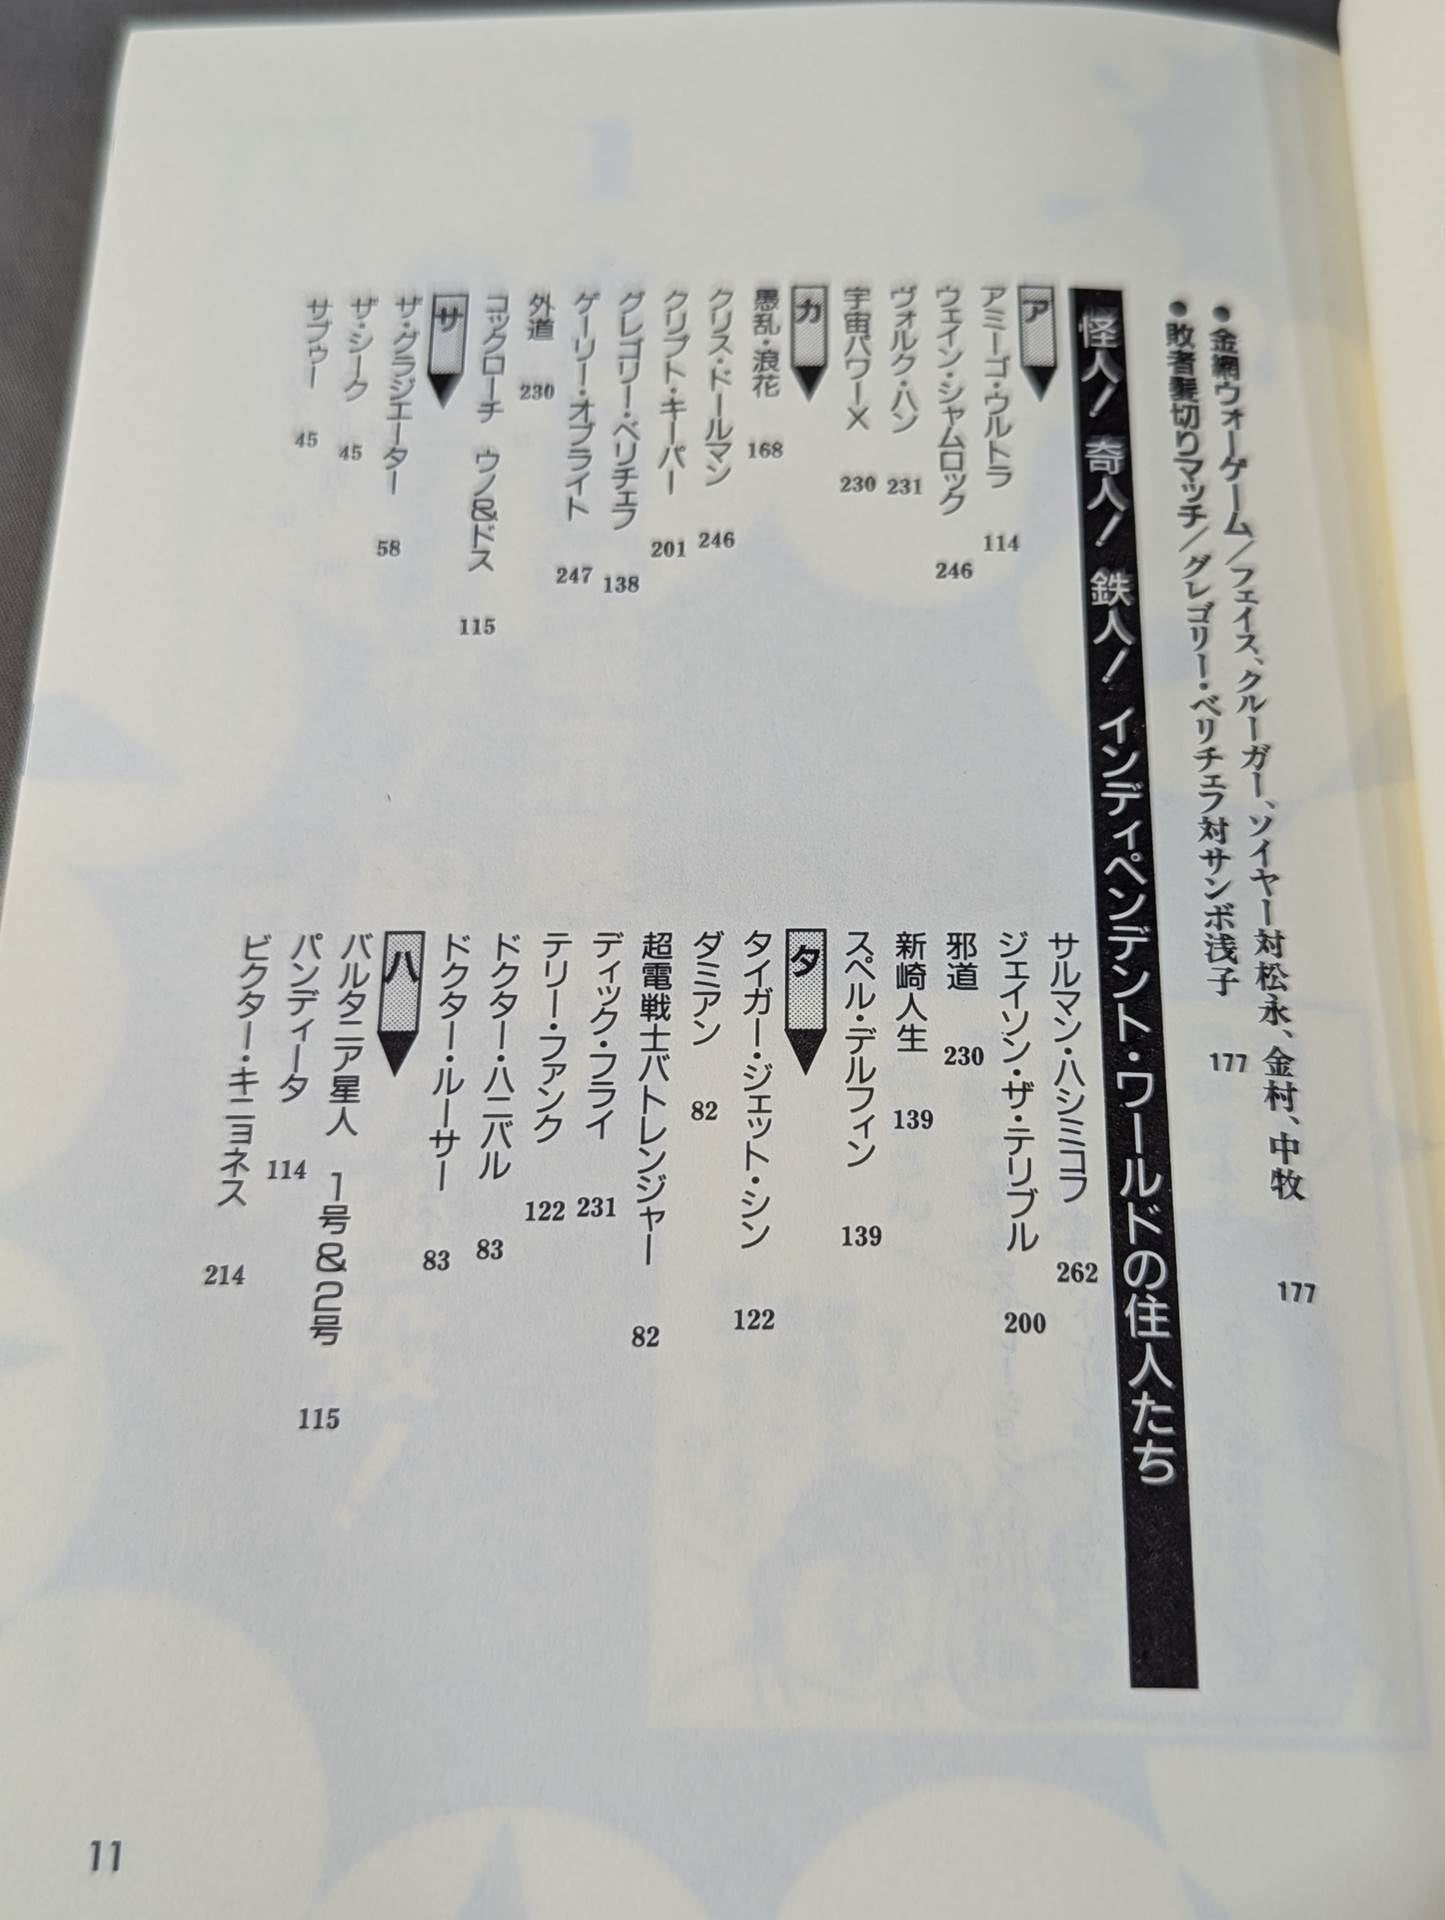 ●金網ウォーゲーム/フェイス、クルーガー、ソイヤー対松永、金村、中牧 177
●敗者髪切りマッチ/グレゴリー・ベリチェフ対サンボ浅子 177
怪人！ 奇人！ 鉄人！ インディペンデント・ワールドの住人たち
ア
アミーゴ・ウルトラ 114
ウェイン・シャムロック 246
ヴォルク・ハン 231
宇宙パワーX 230
カ
愚乱・浪花 168
クリス・ドールマン 246
クリプト・キーパー 201
グレゴリー・ベリチェフ 138
ゲーリー・オブライト 247
外道 230
コックローチ ウノ&ドス 115
サ
ザ・グラジエーター 58
ザ・シーク 45
サブゥー 45
サルマン・ハシミコフ 262
ジェイソン・ザ・テリブル 200
邪道 230
新崎人生 139
スペル・デルフィン 139
タ
タイガー・ジェット・シン 122
ダミアン 82
超電戦士バトレンジャー 82
ディック・フライ 231
テリー・ファンク 122
ドクター・ハニバル 83
ドクター・ルーサー 83
ハ
バルタニア星人 1号&2号 115
パンディータ 114
ビクター・キニョネス 214
11